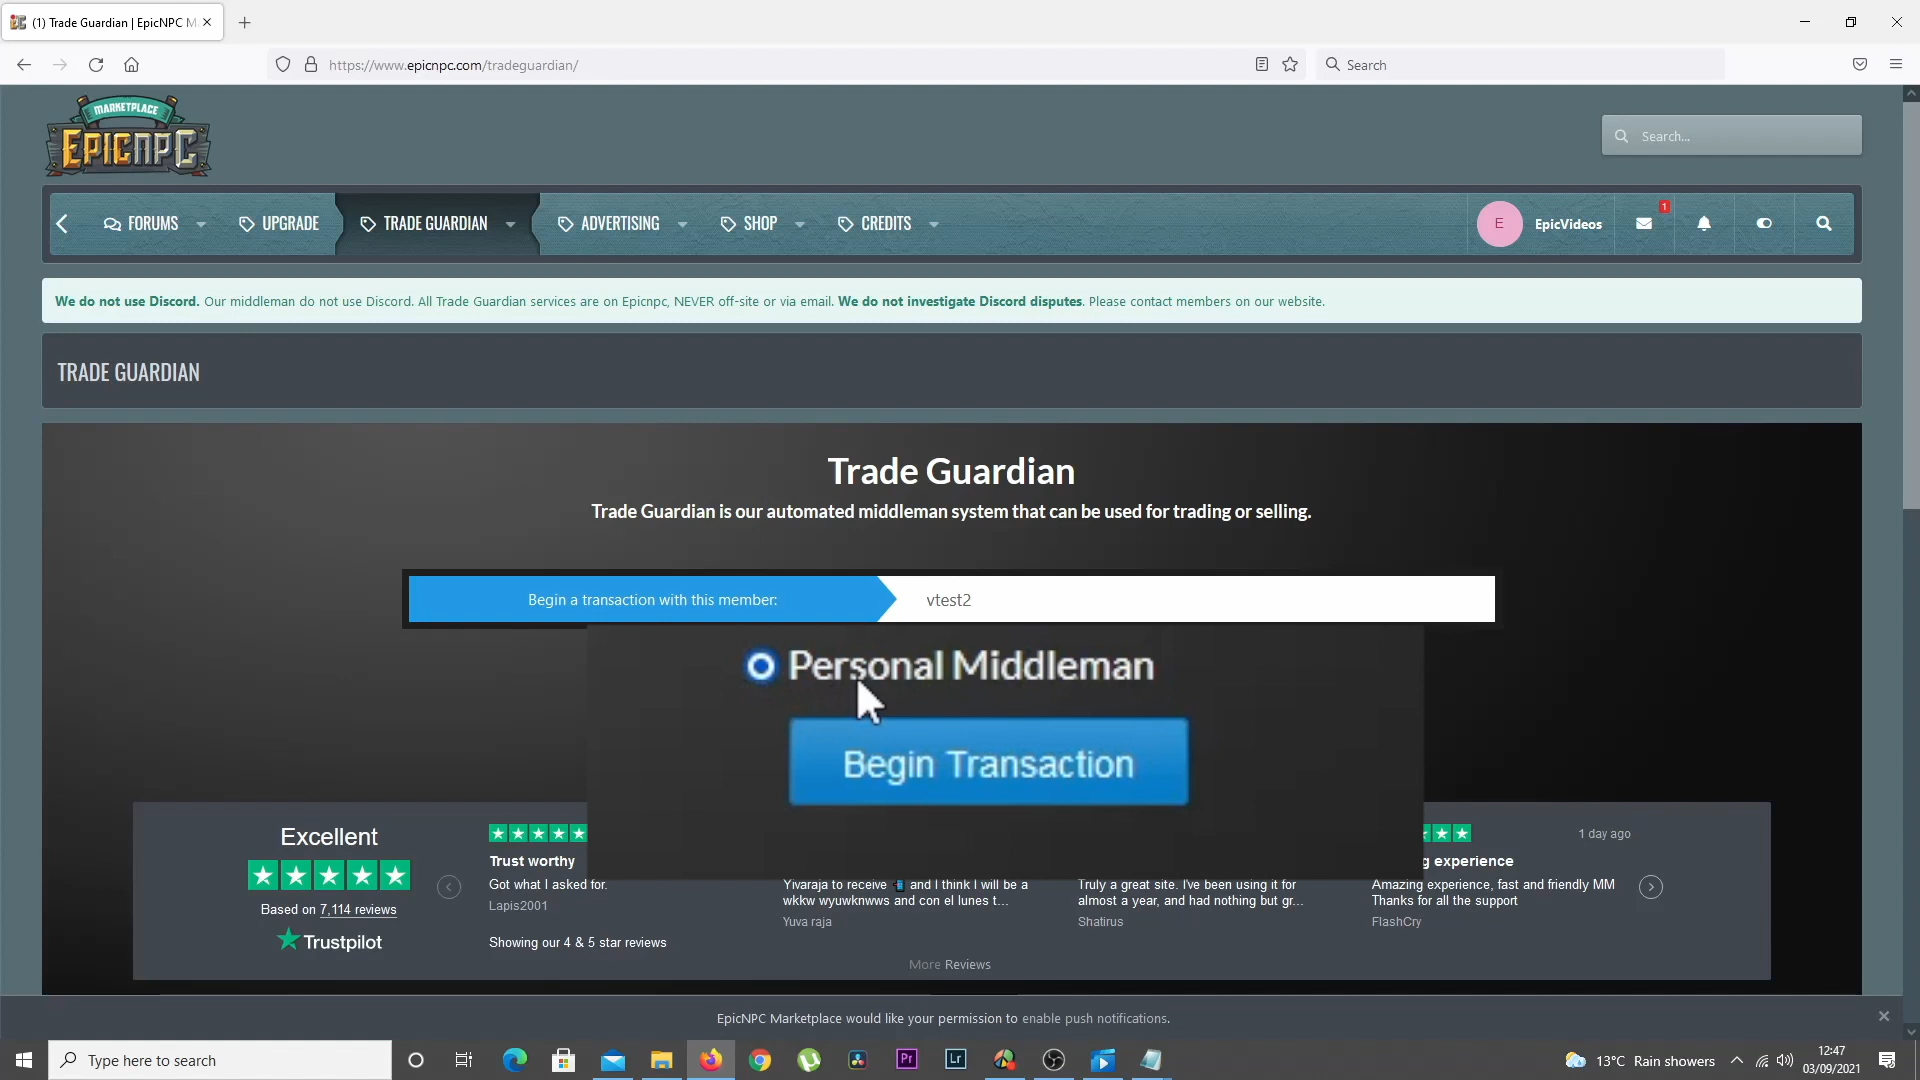 (1) Trade Guardian | EpicNPC M
https://www.epicnpc.com/tradeguardian/
Search
MARKETPLACE
EPICNPC
Search...
FORUMS
UPGRADE
TRADE GUARDIAN
ADVERTISING
SHOP
CREDITS
E
EpicVideos
1
We do not use Discord. Our middleman do not use Discord. All Trade Guardian services are on Epicnpc, NEVER off-site or via email. We do not investigate Discord disputes. Please contact members on our website.
TRADE GUARDIAN
Trade Guardian
Trade Guardian is our automated middleman system that can be used for trading or selling.
Begin a transaction with this member:
vtest2
Personal Middleman
Begin Transaction
Excellent
Based on 7,114 reviews
Trustpilot
Trust worthy
Got what I asked for.
Lapis2001
Showing our 4 & 5 star reviews
Yivaraja to receive and I think I will be a
wkkw wyuwknwws and con el lunes t...
Yuva raja
Truly a great site. I've been using it for
almost a year, and had nothing but gr...
Shatirus
1 day ago
g experience
Amazing experience, fast and friendly MM
Thanks for all the support
FlashCry
More Reviews
EpicNPC Marketplace would like your permission to enable push notifications.
Type here to search
Pr
Lr
13°C Rain showers
12:47
03/09/2021